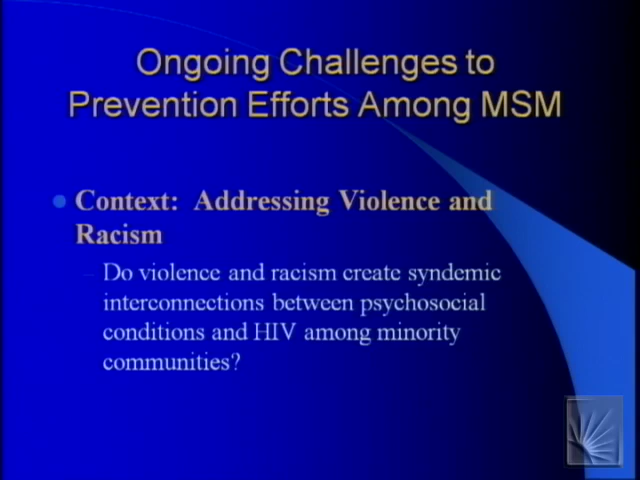 Ongoing Challenges to
Prevention Efforts Among MSM
Context: Addressing Violence and
Racism
– Do violence and racism create syndemic
interconnections between psychosocial
conditions and HIV among minority
communities?